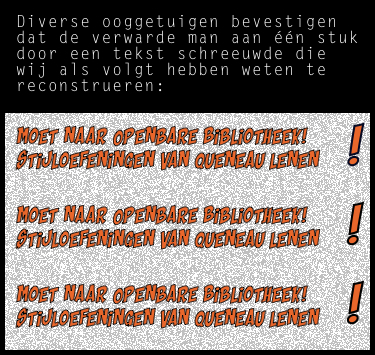 Diverse ooggetuigen bevestigen
dat de verwarde man aan één stuk
door een tekst schreeuwde die
wij als volgt hebben weten te
reconstrueren:
MOET NAAR OPENBARE BIBLIOTHEEK!
STIJLOEFENINGEN VAN QUENEAU LENEN !
MOET NAAR OPENBARE BIBLIOTHEEK!
STIJLOEFENINGEN VAN QUENEAU LENEN !
MOET NAAR OPENBARE BIBLIOTHEEK!
STIJLOEFENINGEN VAN QUENEAU LENEN !